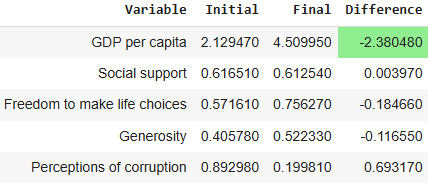 Variable Initial Final Difference
GDP per capita 2.129470 4.509950 -2.380480
Social support 0.616510 0.612540 0.003970
Freedom to make life choices 0.571610 0.756270 -0.184660
Generosity 0.405780 0.522330 -0.116550
Perceptions of corruption 0.892980 0.199810 0.693170